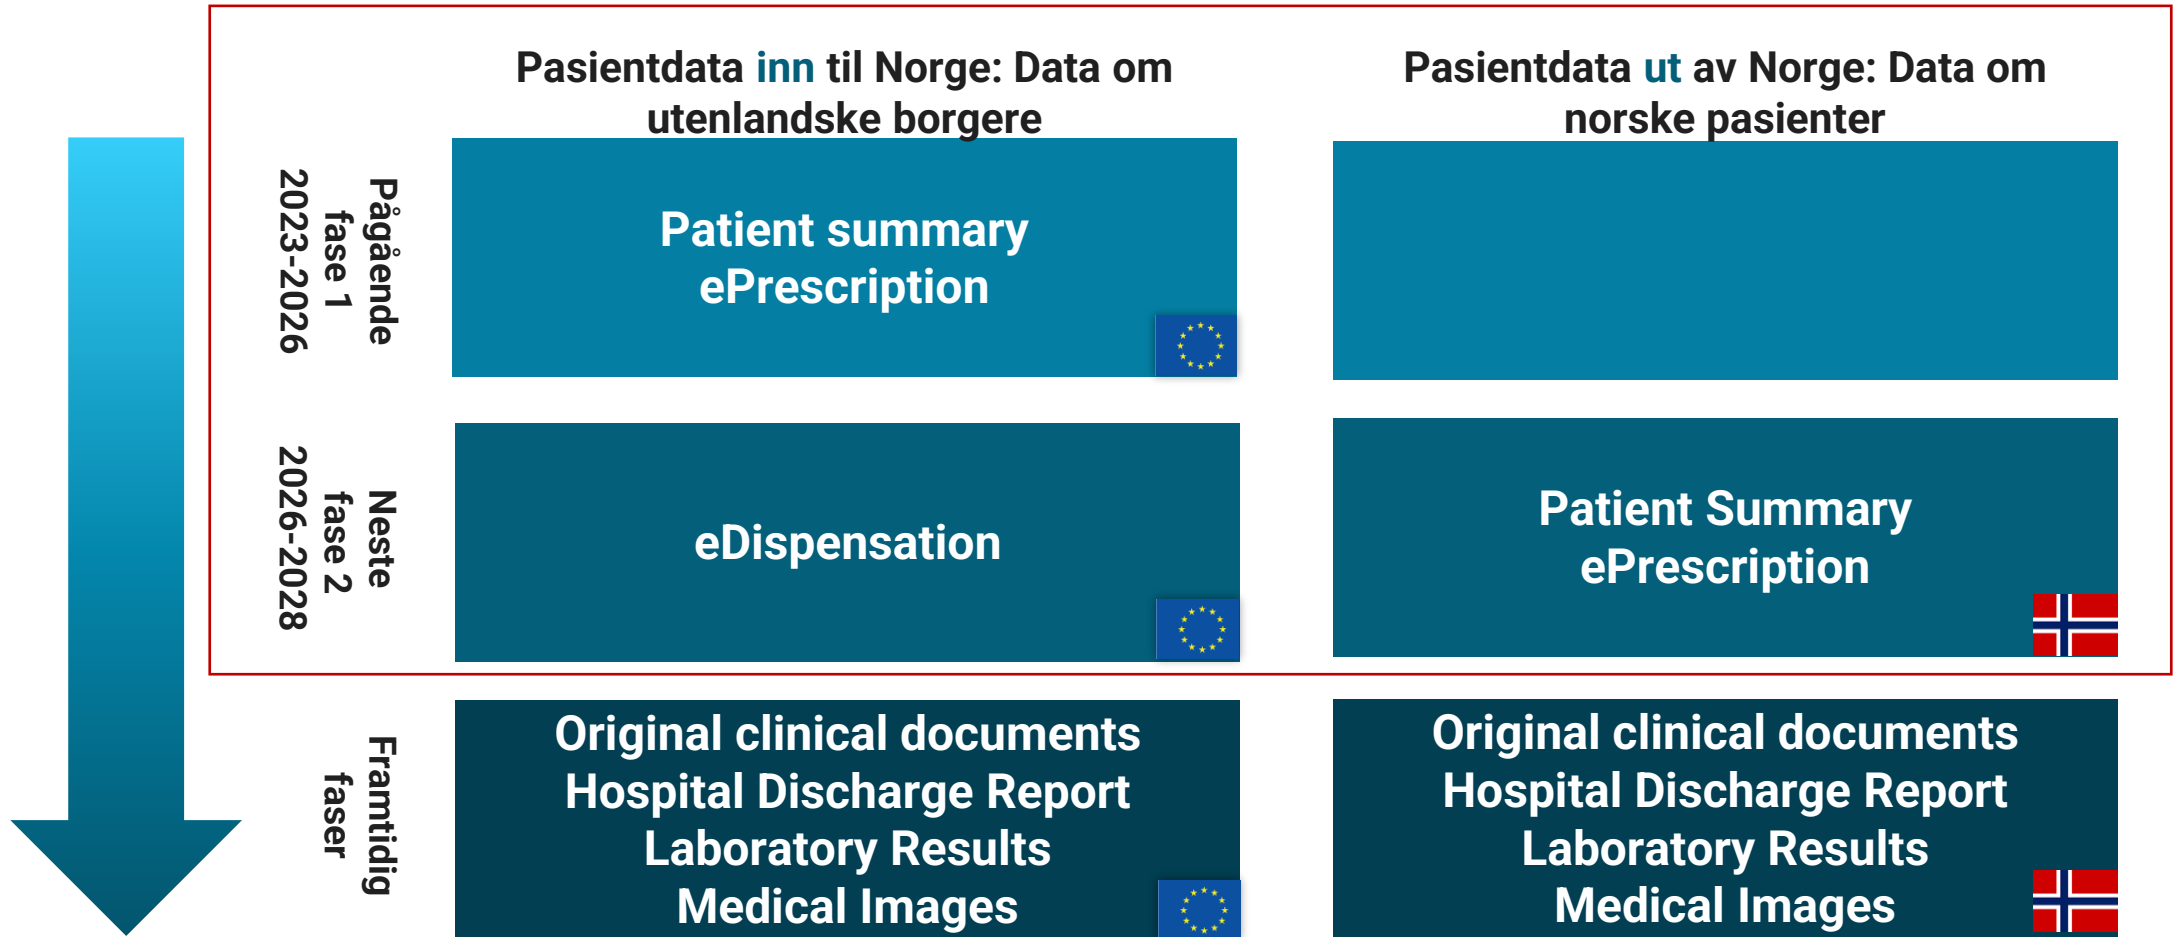 Pasientdata inn til Norge: Data om
utenlandske borgere
Pasientdata ut av Norge: Data om
norske pasienter
Pågående
fase 1
2023-2026
Patient summary
ePrescription
Neste
fase 2
2026-2028
eDispensation
Patient Summary
ePrescription
Framtidig
faser
Original clinical documents
Hospital Discharge Report
Laboratory Results
Medical Images
Original clinical documents
Hospital Discharge Report
Laboratory Results
Medical Images